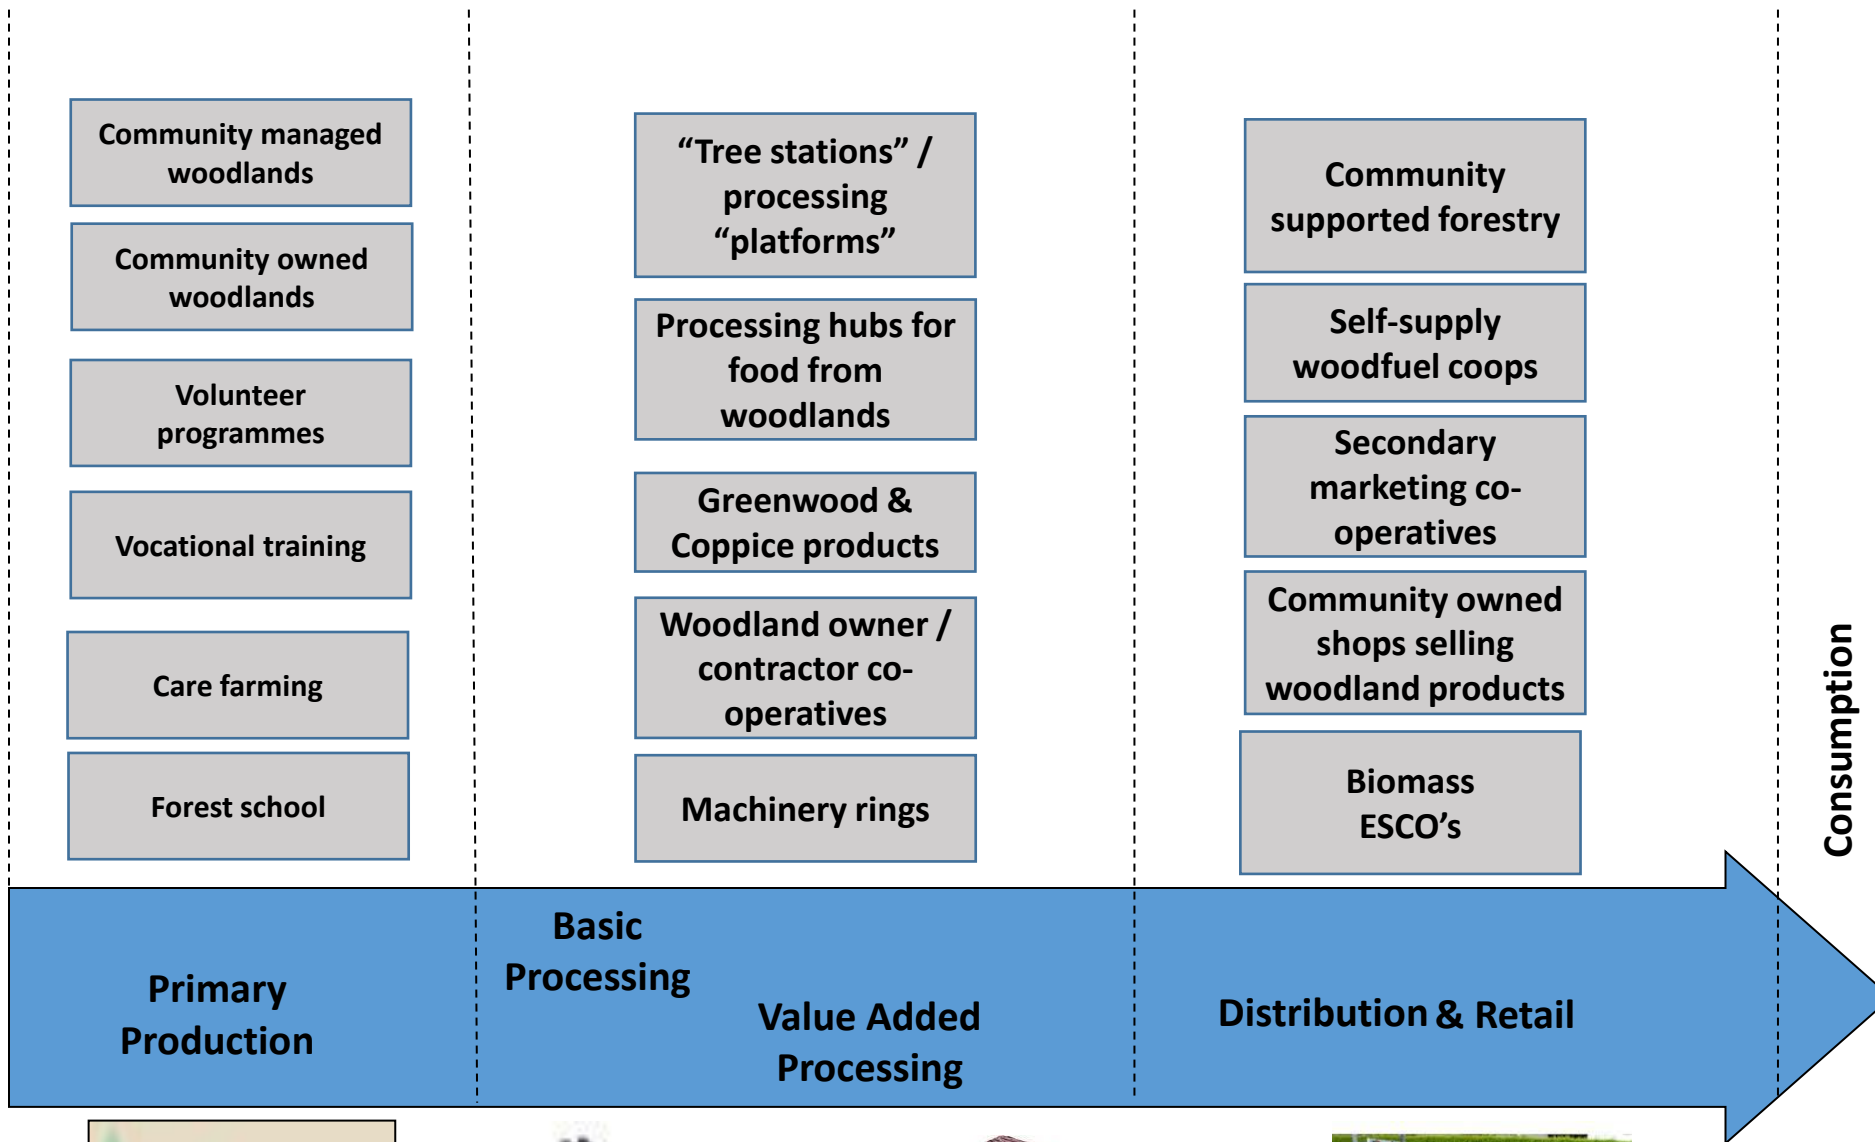 Community managed
woodlands
Community owned
woodlands
Volunteer
programmes
Vocational training
Care farming
Forest school
“Tree stations” /
processing
“platforms”
Processing hubs for
food from
woodlands
Greenwood &
Coppice products
Woodland owner /
contractor co-
operatives
Machinery rings
Community
supported forestry
Self-supply
woodfuel coops
Secondary
marketing co-
operatives
Community owned
shops selling
woodland products
Biomass
ESCO’s
Consumption
Primary
Production
Basic
Processing
Value Added
Processing
Distribution & Retail